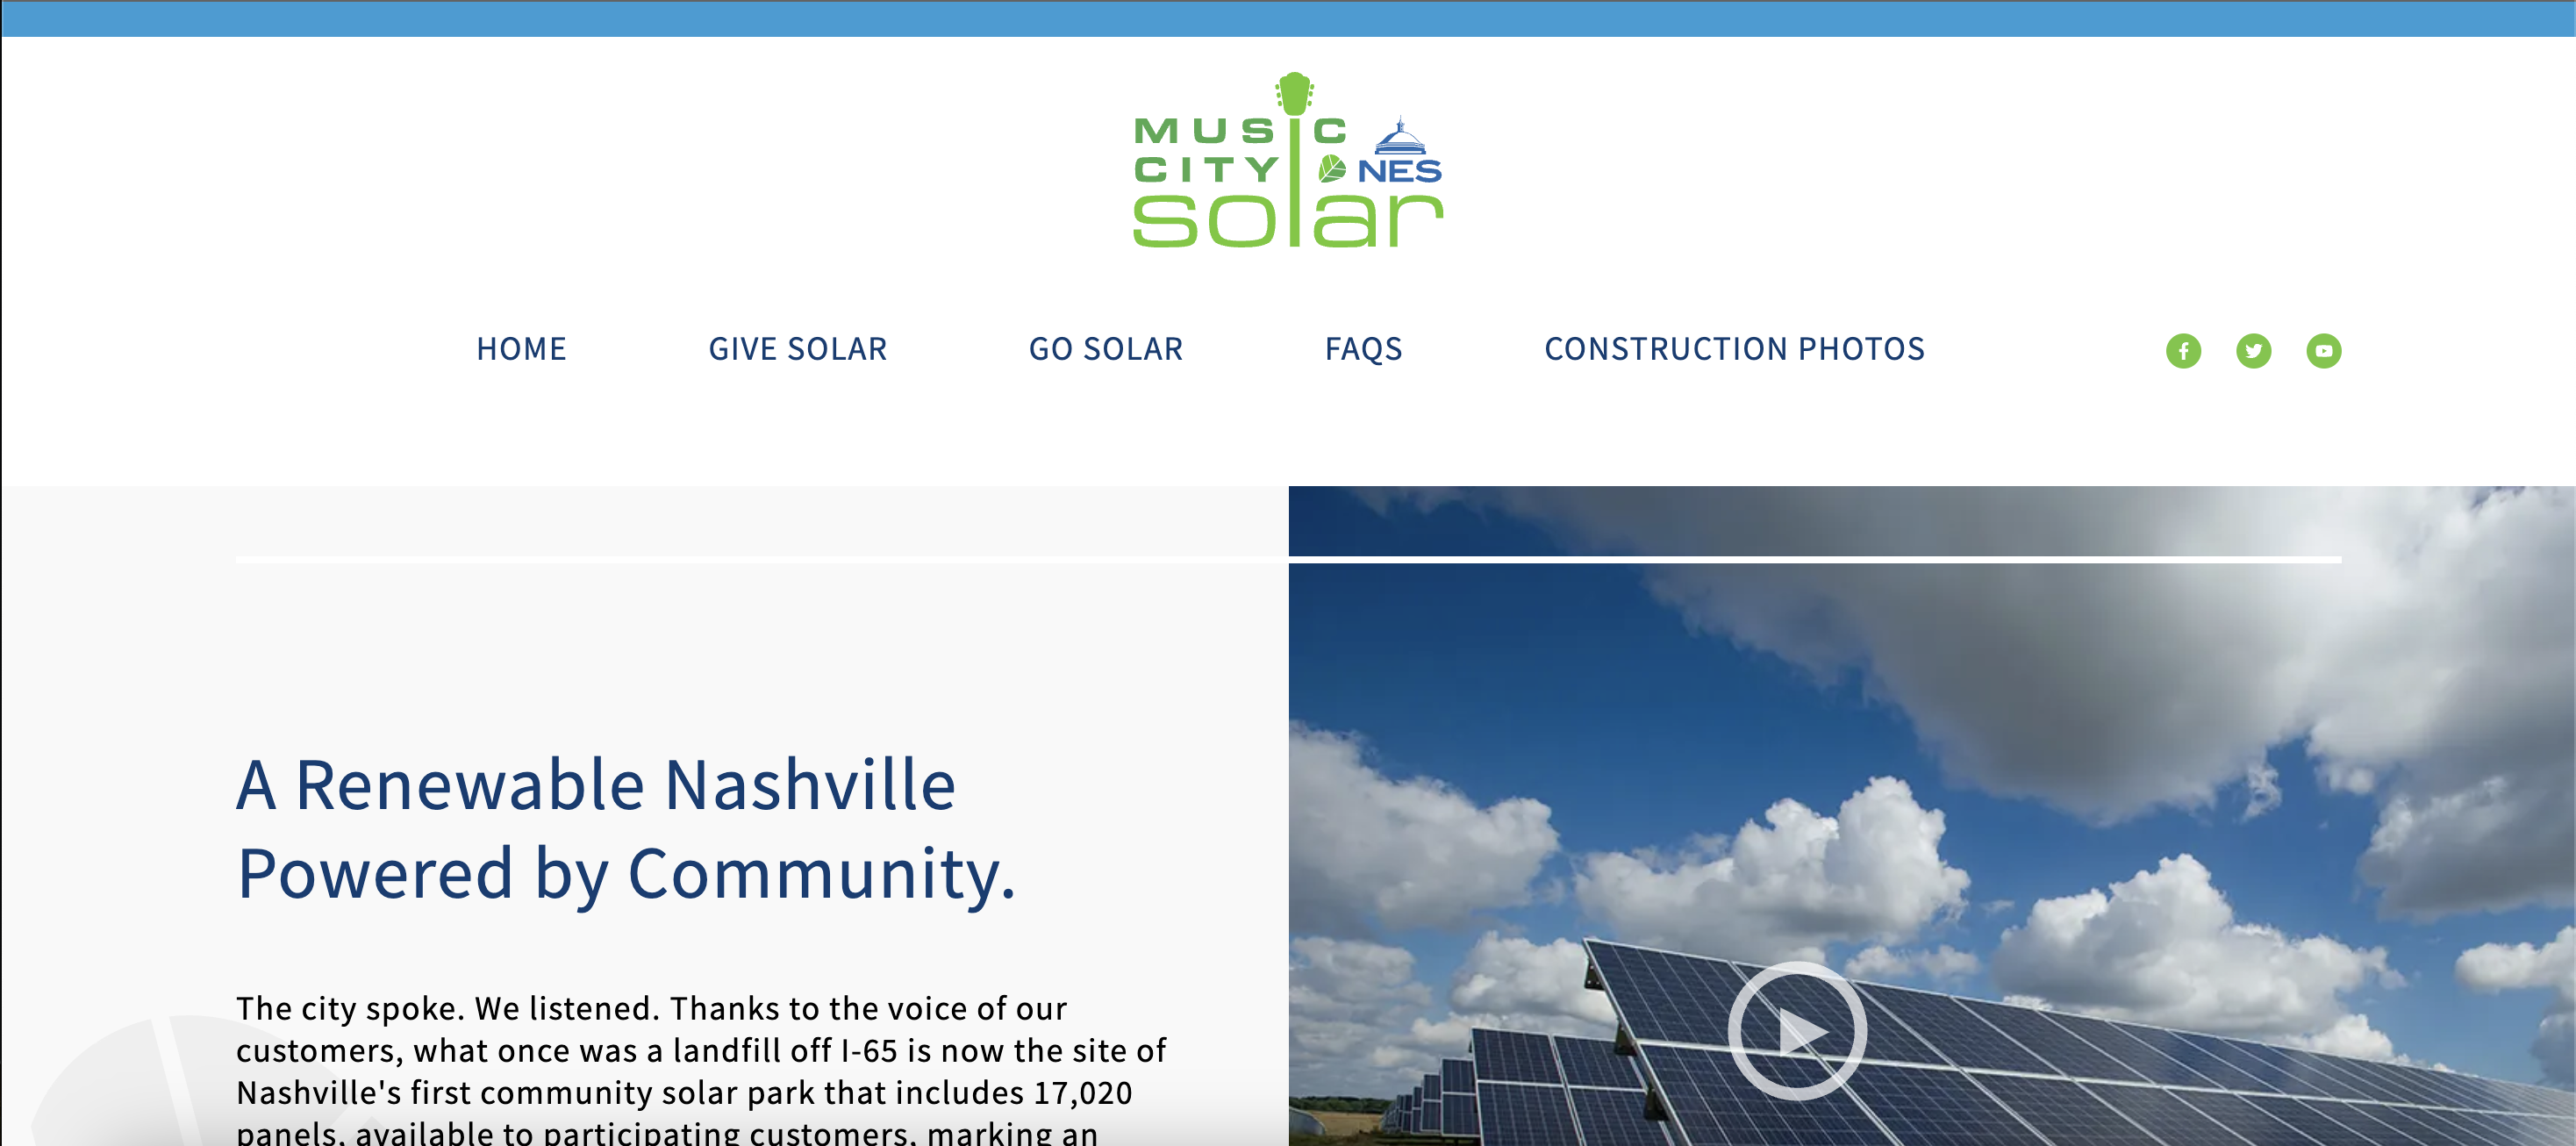 MUSIC
CITY
NES
solar
HOME GIVE SOLAR GO SOLAR FAQS CONSTRUCTION PHOTOS
A Renewable Nashville
Powered by Community.
The city spoke. We listened. Thanks to the voice of our
customers, what once was a landfill off I-65 is now the site of
Nashville's first community solar park that includes 17,020
panels, available to participating customers, marking an